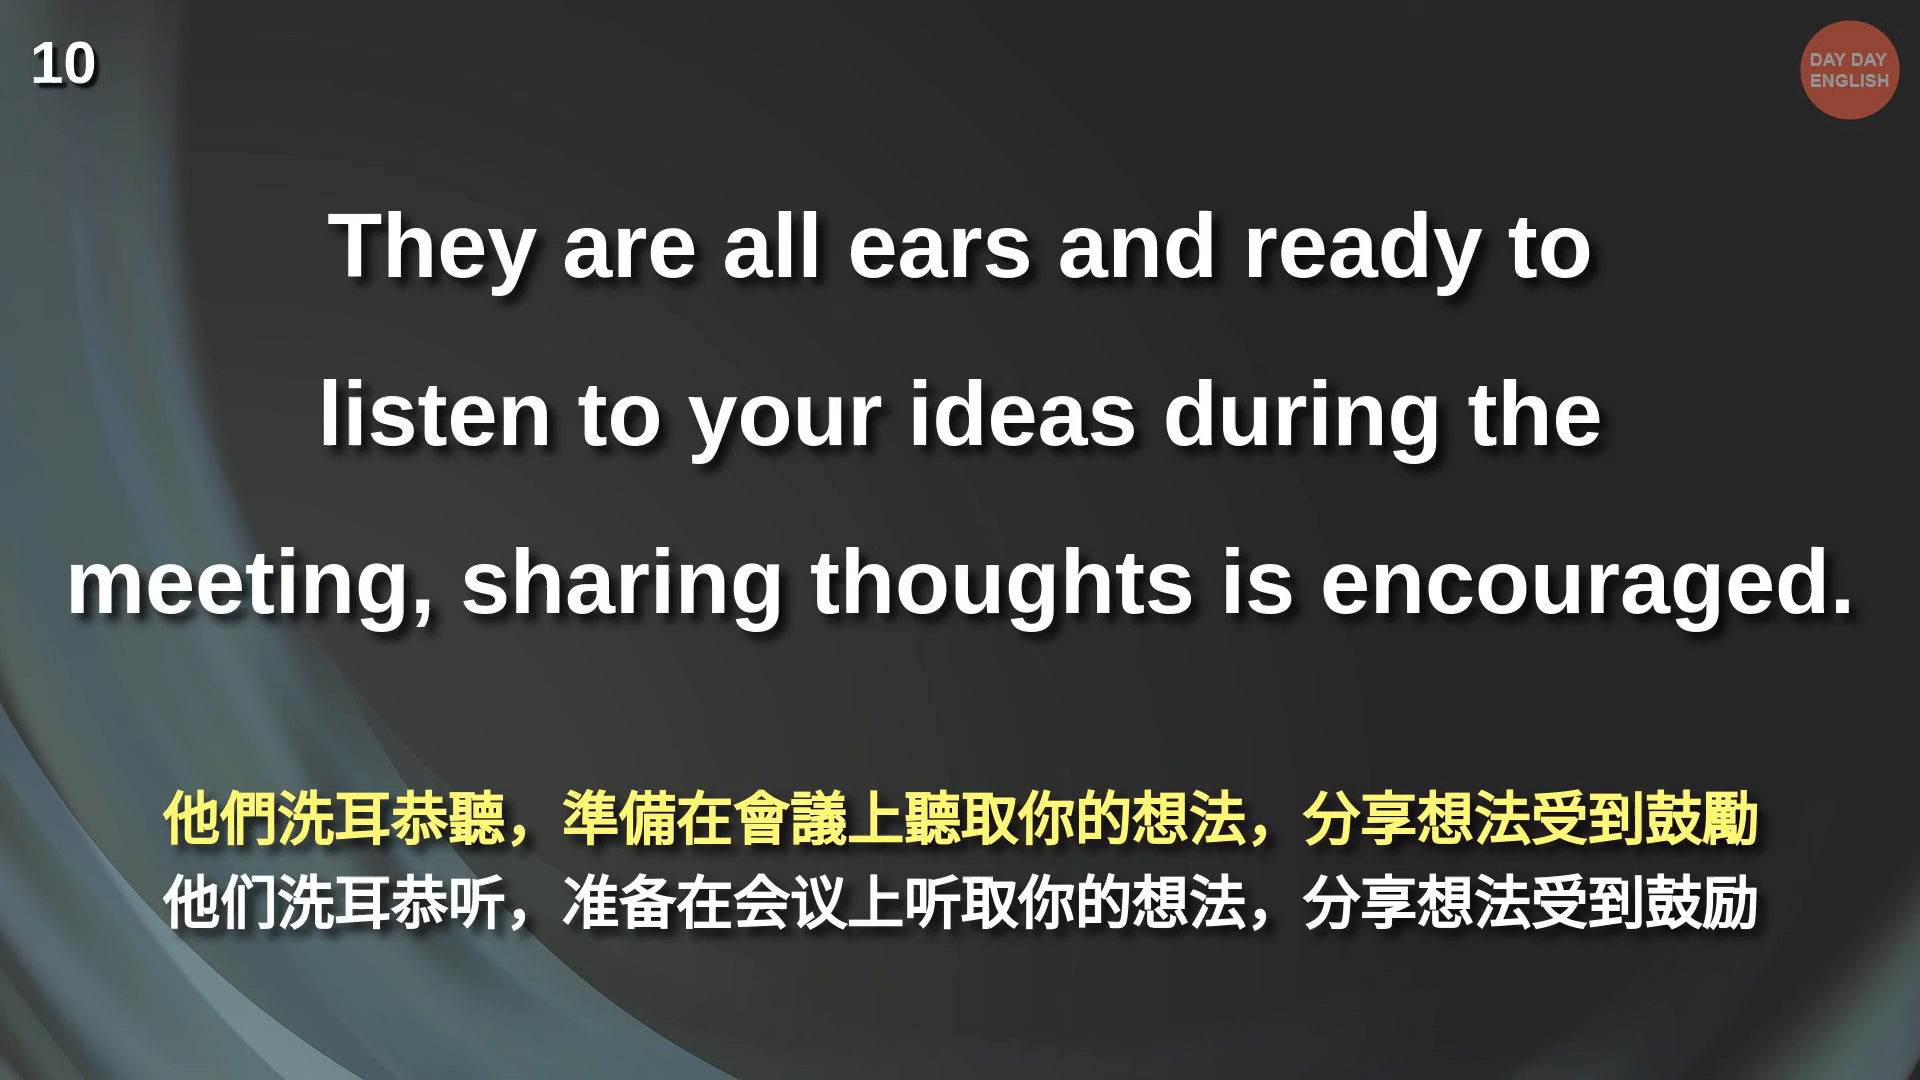 10
DAY DAY
ENGLISH
They are all ears and ready to
listen to your ideas during the
meeting, sharing thoughts is encouraged.
他們洗耳恭聽，準備在會議上聽取你的想法，分享想法受到鼓勵
他们洗耳恭听，准备在会议上听取你的想法，分享想法受到鼓励